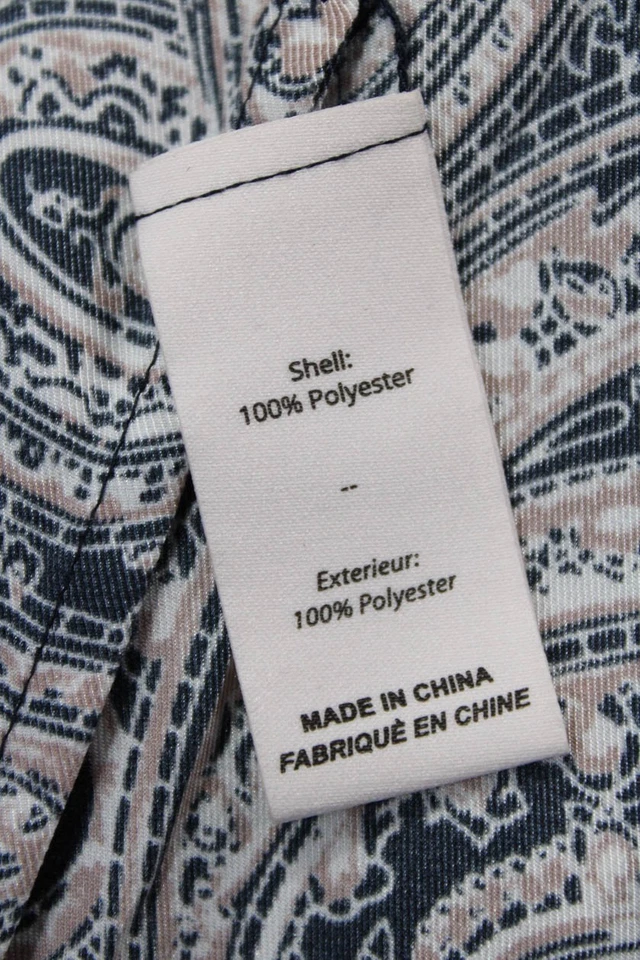 Shell:
100% Polyester
--
Exterieur:
100% Polyester
MADE IN CHINA
FABRIQUÈ EN CHINE